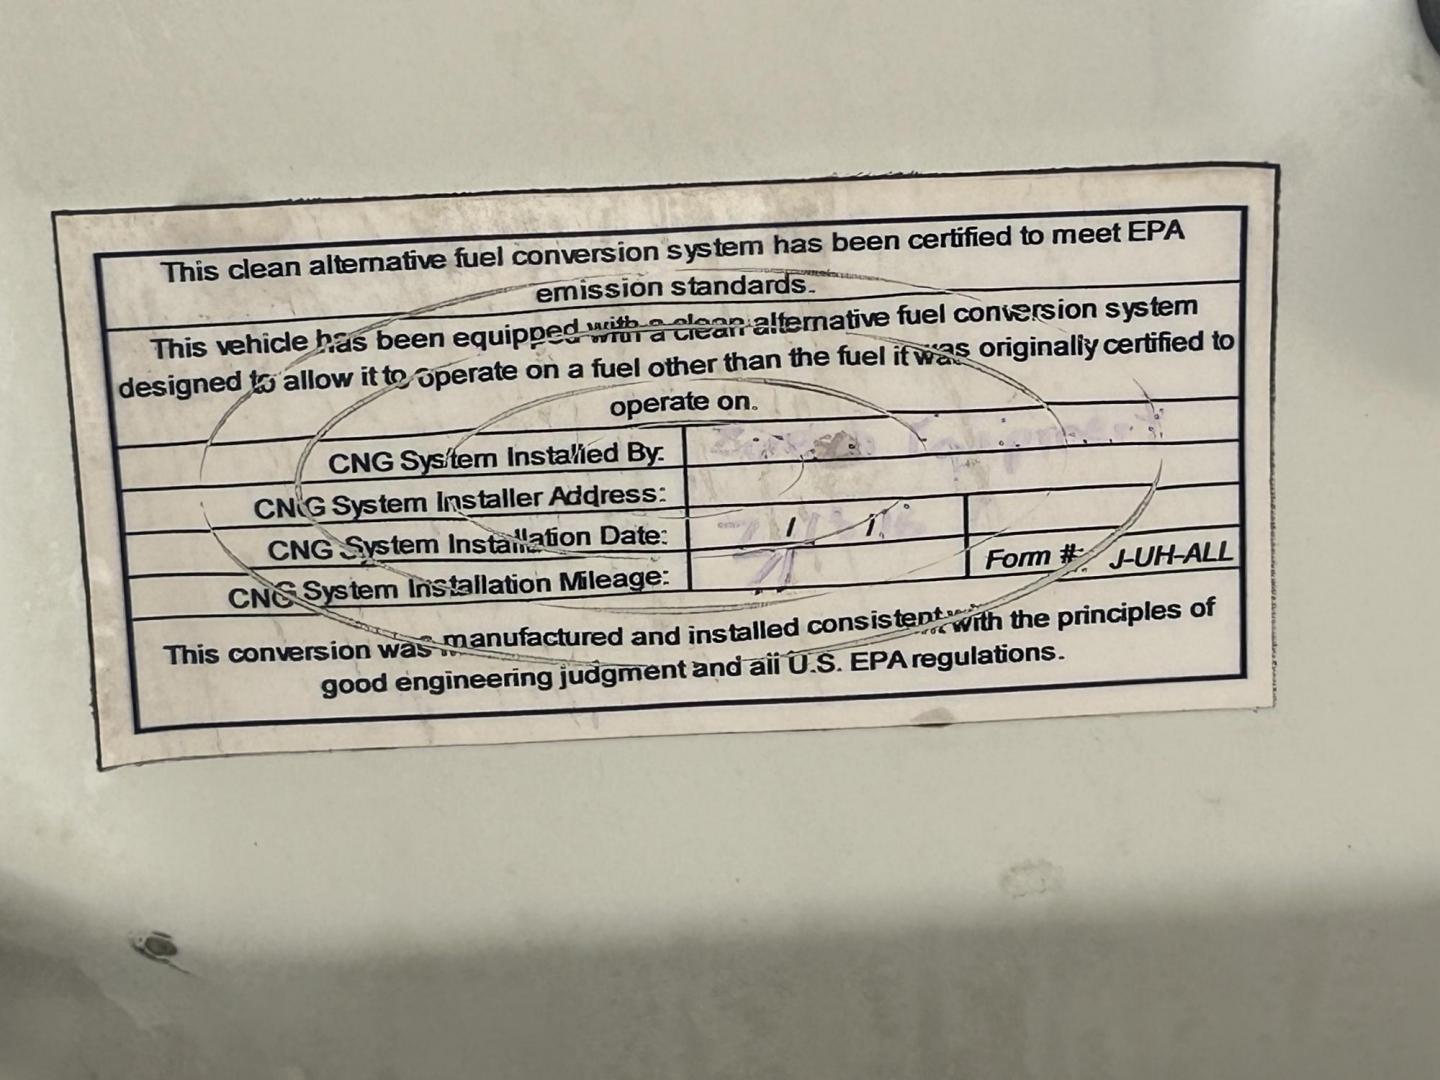 This clean alternative fuel conversion system has been certified to meet EPA
emission standards.
This vehicle has been equipped with a clean alternative fuel conversion system
designed to allow it to operate on a fuel other than the fuel it was originally certified to
operate on.
CNG System Installed By: Equipment
CNG System Installer Address:
CNG System Installation Date: / /
CNG System Installation Mileage:
Form #: J-UH-ALL
This conversion was manufactured and installed consistent with the principles of
good engineering judgment and all U.S. EPA regulations.